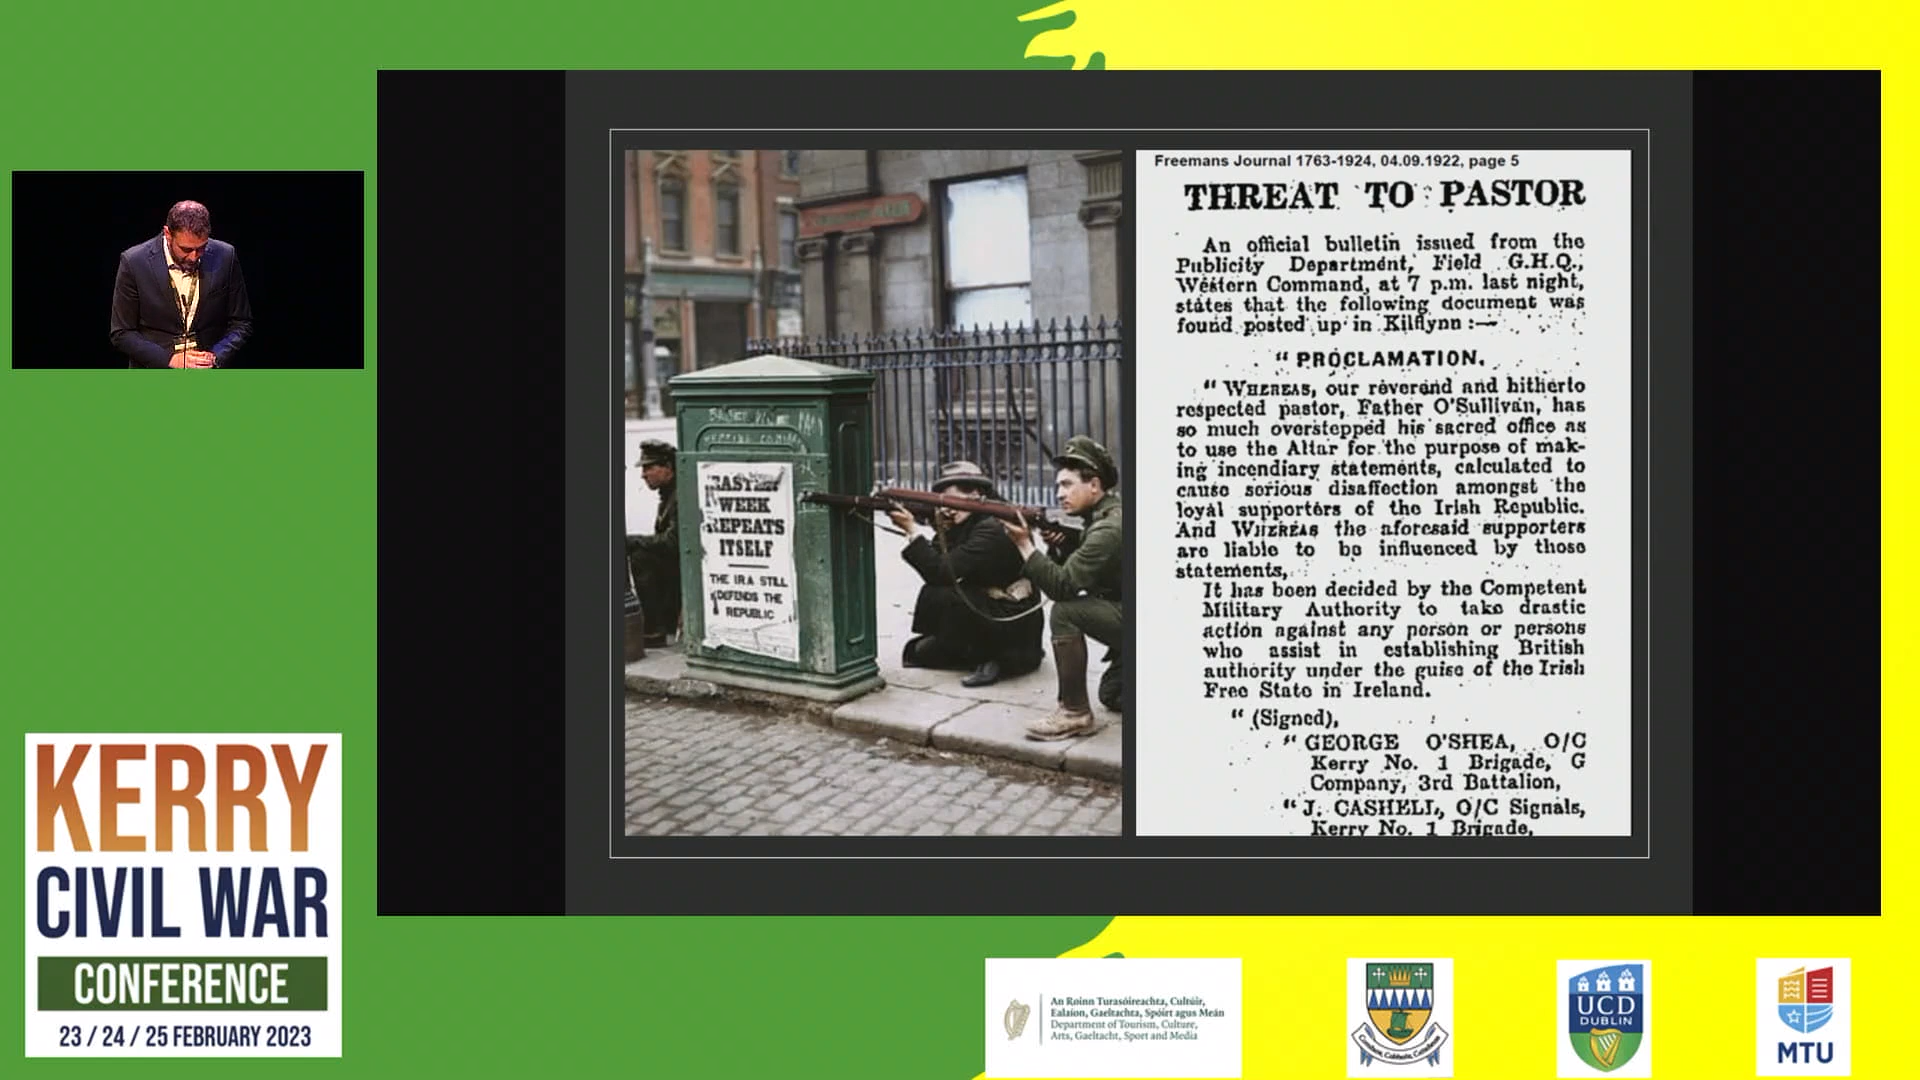 Freemans Journal 1763-1924, 04.09.1922, page 5
THREAT TO PASTOR
An official bulletin issued from the
Publicity Department, Field G.H.Q.,
Western Command, at 7 p.m. last night,
states that the following document was
found posted up in Kilflynn :—
" PROCLAMATION.
" WHEREAS, our reverend and hitherto
respected pastor, Father O'Sullivan, has
so much overstepped his sacred office as
to use the Altar for the purpose of mak-
ing incendiary statements, calculated to
cause serious disaffection amongst the
loyal supporters of the Irish Republic.
And WHEREAS the aforesaid supporters
are liable to be influenced by those
statements,
It has been decided by the Competent
Military Authority to take drastic
action against any person or persons
who assist in establishing British
authority under the guise of the Irish
Free State in Ireland.
" (Signed),
" GEORGE O'SHEA, O/C
Kerry No. 1 Brigade, G
Company, 3rd Battalion,
" J. CASHELL, O/C Signals,
Kerry No. 1 Brigade,
EASTER
WEEK
REPEATS
ITSELF
THE IRA STILL
DEFENDS THE
REPUBLIC
KERRY
CIVIL WAR
CONFERENCE
23 / 24 / 25 FEBRUARY 2023
An Roinn Turasóireachta, Cultúir,
Ealaíon, Gaeltachta, Spóirt agus Meán
Department of Tourism, Culture,
Arts, Gaeltacht, Sport and Media
UCD
DUBLIN
MTU